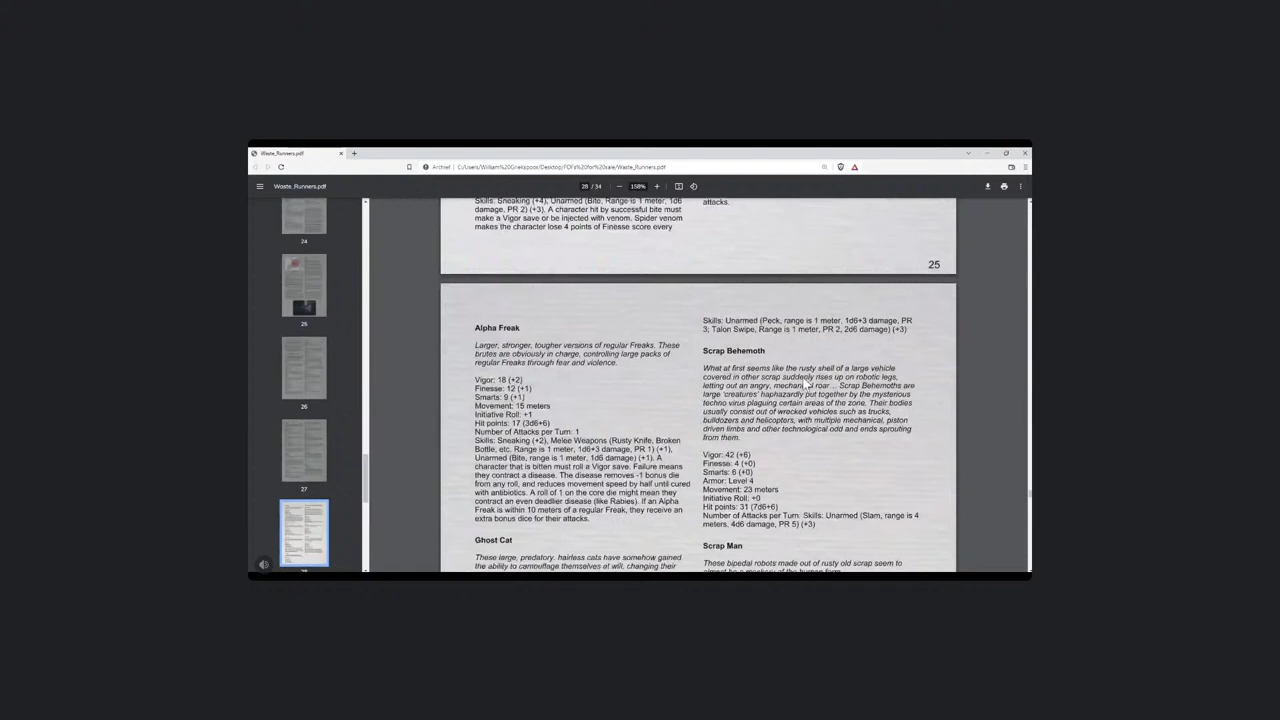 Waste_Runners.pdf
Archief
C:/Users/William%20Gnekspoos/Desktop/PDFs%20for%20sale/Waste_Runners.pdf
Waste_Runners.pdf
28 / 34
158%
24
25
26
27
Skills: Sneaking (+4), Unarmed (Bite, Range is 1 meter, 1d6
damage, PR 2) (+3). A character hit by successful bite must
make a Vigor save or be injected with venom. Spider venom
makes the character lose 4 points of Finesse score every
attacks.
25
Alpha Freak
Larger, stronger, tougher versions of regular Freaks. These
brutes are obviously in charge, controlling large packs of
regular Freaks through fear and violence.
Vigor: 18 (+2)
Finesse: 12 (+1)
Smarts: 9 (+1)
Movement: 15 meters
Initiative Roll: +1
Hit points: 17 (3d6+6)
Number of Attacks per Turn: 1
Skills: Sneaking (+2), Melee Weapons (Rusty Knife, Broken
Bottle, etc. Range is 1 meter, 1d6+3 damage, PR 1) (+1),
Unarmed (Bite, range is 1 meter, 1d6 damage) (+1). A
character that is bitten must roll a Vigor save. Failure means
they contract a disease. The disease removes -1 bonus die
from any roll, and reduces movement speed by half until cured
with antibiotics. A roll of 1 on the core die might mean they
contract an even deadlier disease (like Rabies). If an Alpha
Freak is within 10 meters of a regular Freak, they receive an
extra bonus dice for their attacks.
Ghost Cat
These large, predatory, hairless cats have somehow gained
the ability to camouflage themselves at will, changing their
Skills: Unarmed (Peck, range is 1 meter, 1d6+3 damage, PR
3; Talon Swipe, Range is 1 meter, PR 2, 2d6 damage) (+3)
Scrap Behemoth
What at first seems like the rusty shell of a large vehicle
covered in other scrap suddenly rises up on robotic legs,
letting out an angry, mechanical roar... Scrap Behemoths are
large 'creatures' haphazardly put together by the mysterious
techno virus plaguing certain areas of the zone. Their bodies
usually consist out of wrecked vehicles such as trucks,
bulldozers and helicopters, with multiple mechanical, piston
driven limbs and other technological odd and ends sprouting
from them.
Vigor: 42 (+6)
Finesse: 4 (+0)
Smarts: 6 (+0)
Armor: Level 4
Movement: 23 meters
Initiative Roll: +0
Hit points: 31 (7d6+6)
Number of Attacks per Turn: Skills: Unarmed (Slam, range is 4
meters, 4d6 damage, PR 5) (+3)
Scrap Man
These bipedal robots made out of rusty old scrap seem to
almost be a mockery of the human form.